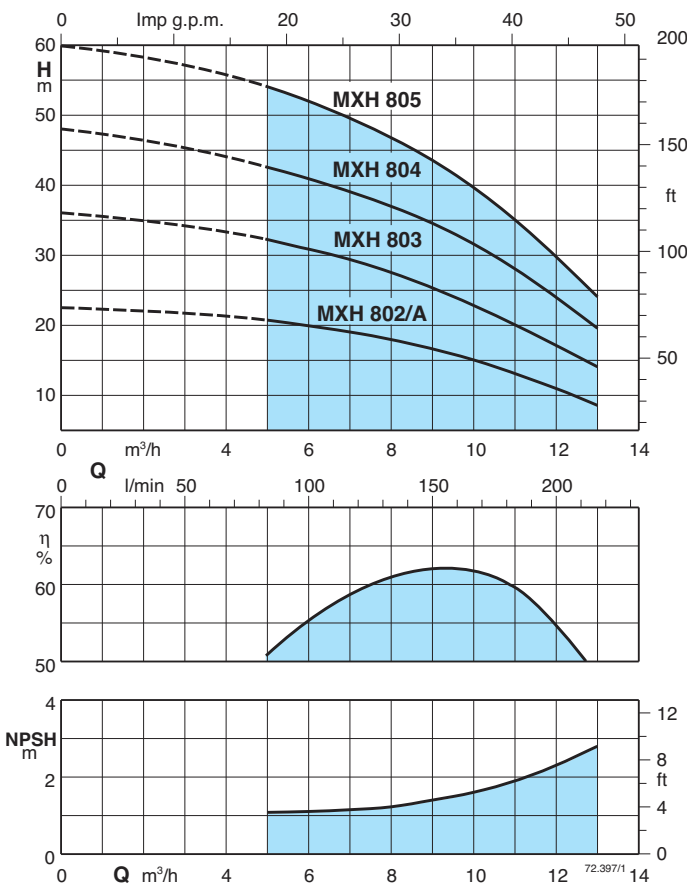 0 Imp g.p.m. 20 30 40 50
60 200
H
m
50
MXH 805
150
MXH 804
40
ft
MXH 803
30 100
MXH 802/A
20
50
10
0 m³/h 4 6 8 10 12 14
Q
0 l/min 50 100 150 200
70
η
%
60
50
4
12
NPSH
m
8
2
ft
4
0 0
72.397/1
0 Q m³/h 4 6 8 10 12 14